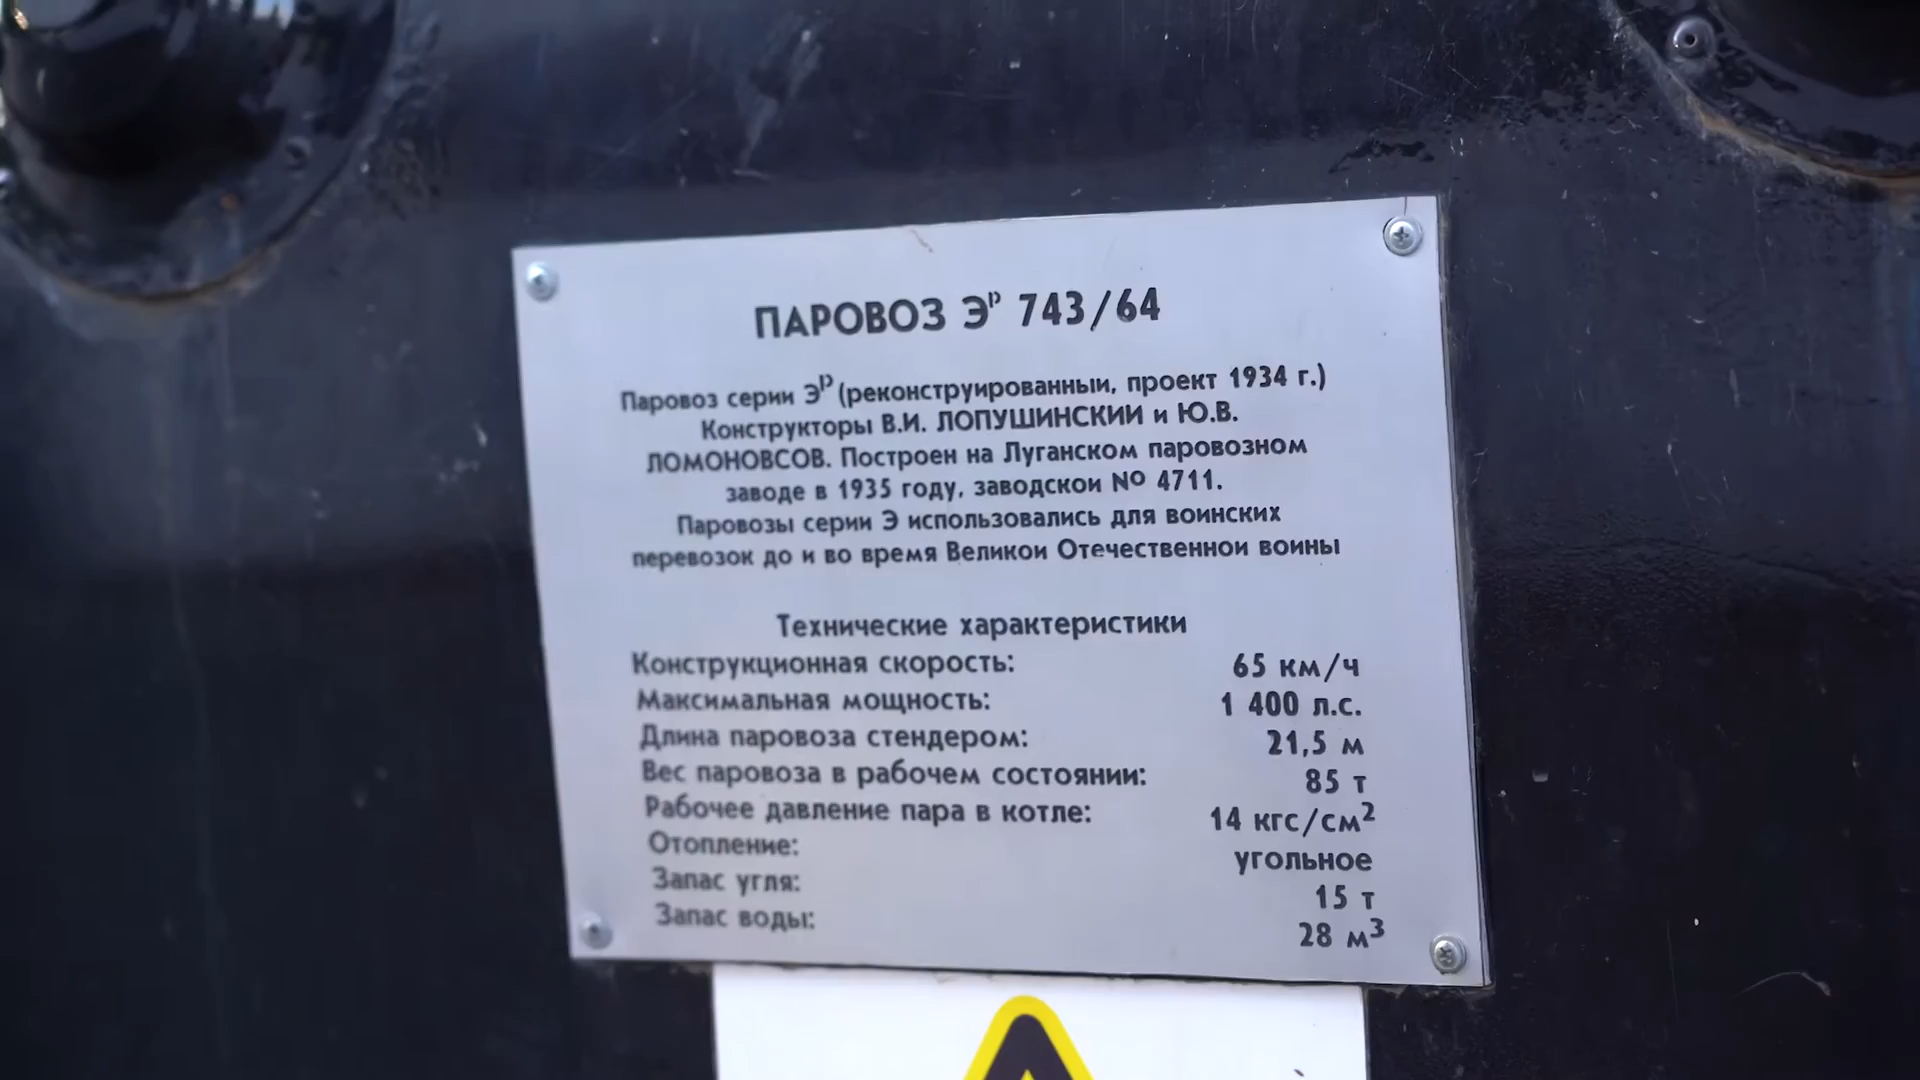 ПАРОВОЗ Эᵖ 743/64
Паровоз серии Эᵖ (реконструированныи, проект 1934 г.)
Конструкторы В.И. ЛОПУШИНСКИИ и Ю.В.
ЛОМОНОВСОВ. Построен на Луганском паровозном
заводе в 1935 году, заводскои № 4711.
Паровозы серии Э использовались для воинских
перевозок до и во время Великои Отечественнои воины
Технические характеристики
Конструкционная скорость: 65 км/ч
Максимальная мощность: 1 400 л.с.
Длина паровоза стендером: 21,5 м
Вес паровоза в рабочем состоянии: 85 т
Рабочее давление пара в котле: 14 кгс/см²
Отопление: угольное
Запас угля: 15 т
Запас воды: 28 м³